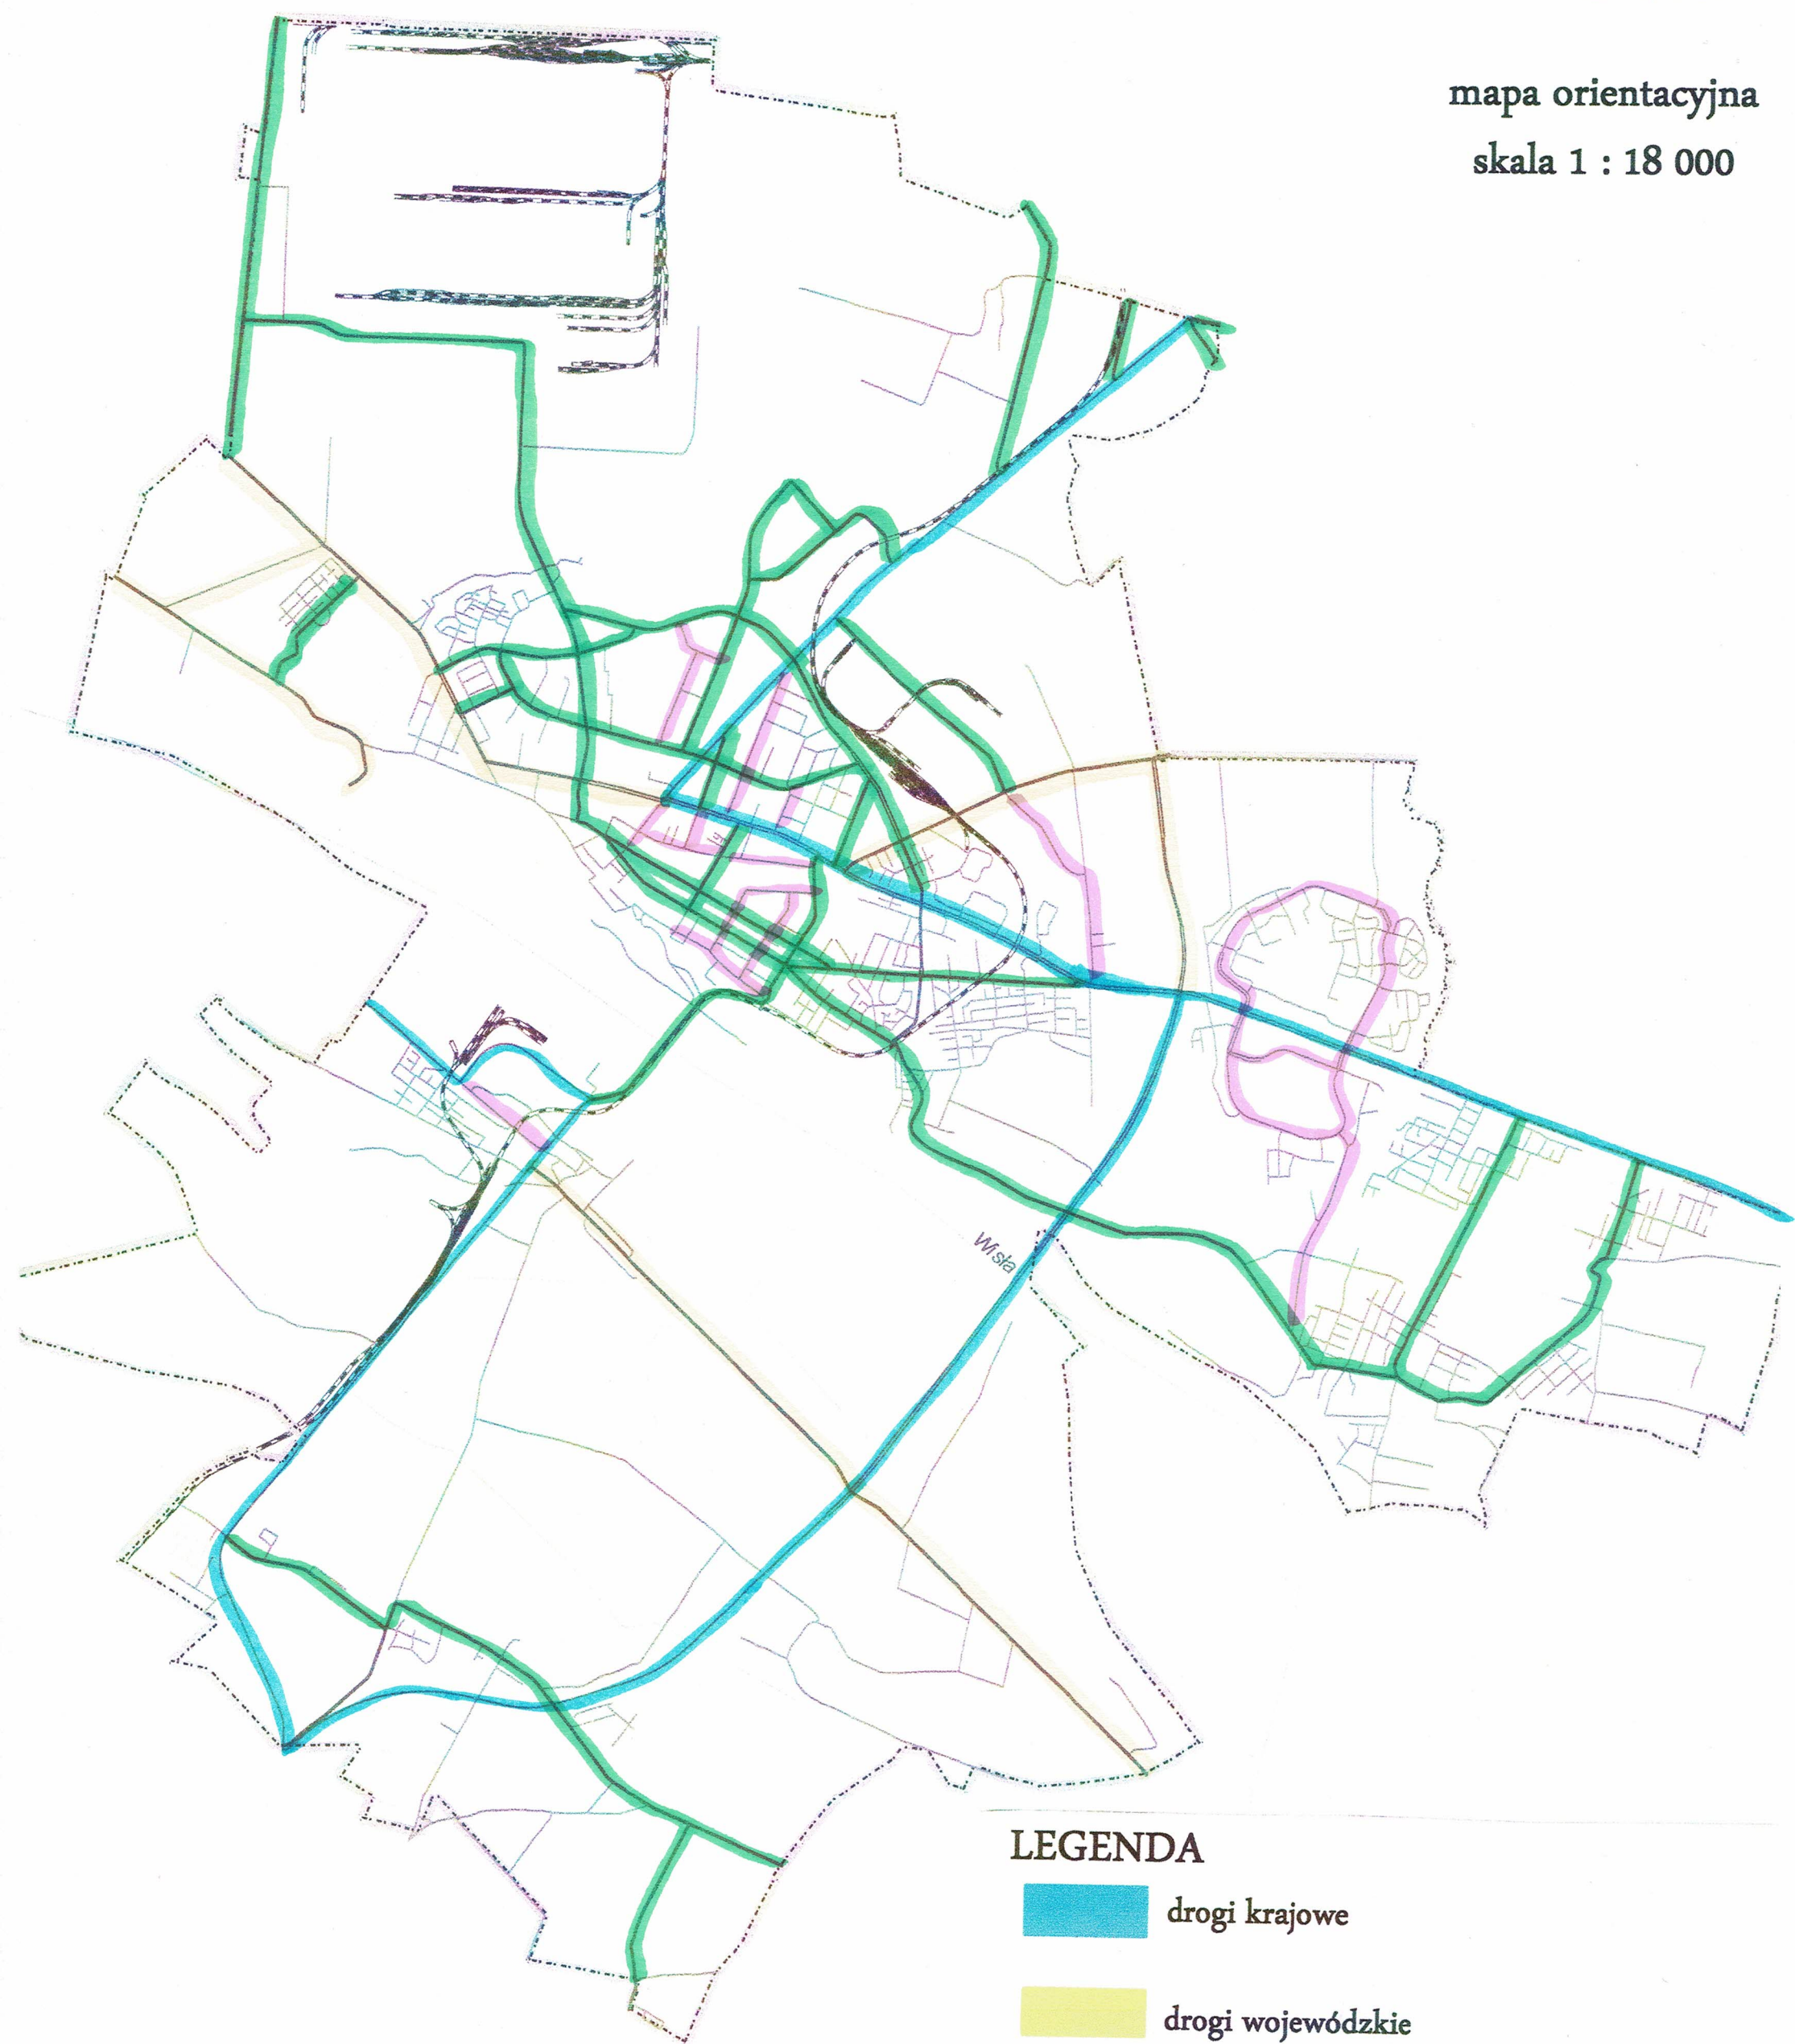 mapa orientacyjna
skala 1 : 18 000
Wisła
LEGENDA
drogi krajowe
drogi wojewódzkie